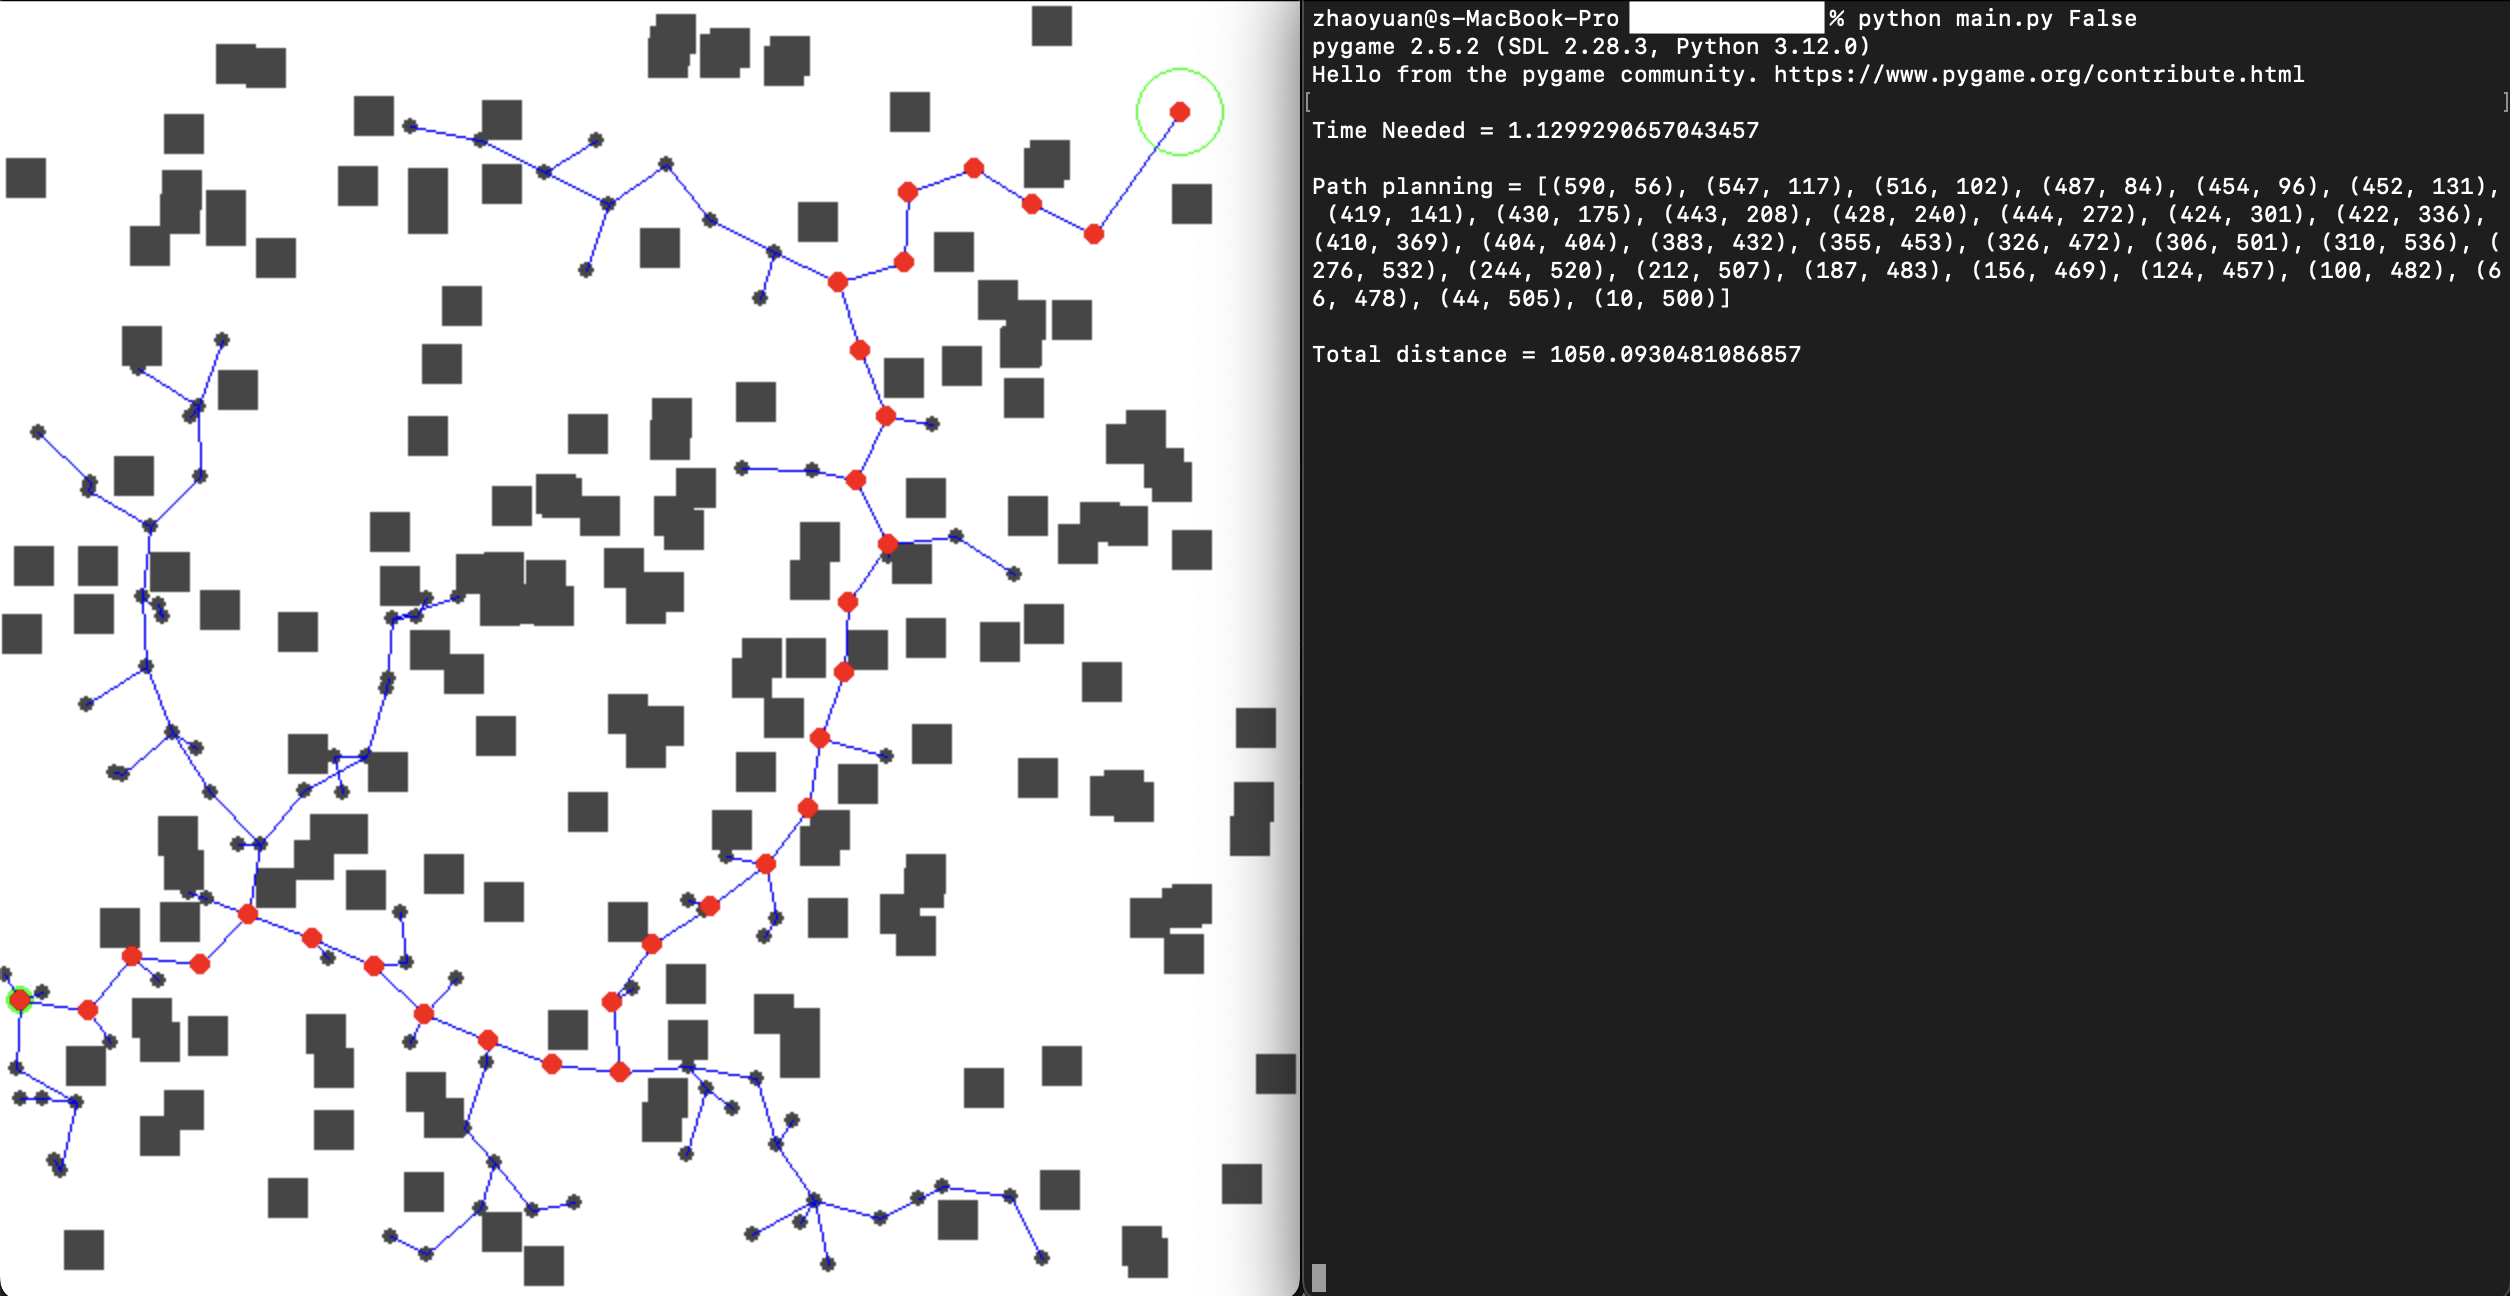 zhaoyuan@s-MacBook-Pro % python main.py False
pygame 2.5.2 (SDL 2.28.3, Python 3.12.0)
Hello from the pygame community. https://www.pygame.org/contribute.html
[ ]
Time Needed = 1.1299290657043457
Path planning = [(590, 56), (547, 117), (516, 102), (487, 84), (454, 96), (452, 131),
(419, 141), (430, 175), (443, 208), (428, 240), (444, 272), (424, 301), (422, 336),
(410, 369), (404, 404), (383, 432), (355, 453), (326, 472), (306, 501), (310, 536), (
276, 532), (244, 520), (212, 507), (187, 483), (156, 469), (124, 457), (100, 482), (6
6, 478), (44, 505), (10, 500)]
Total distance = 1050.0930481086857